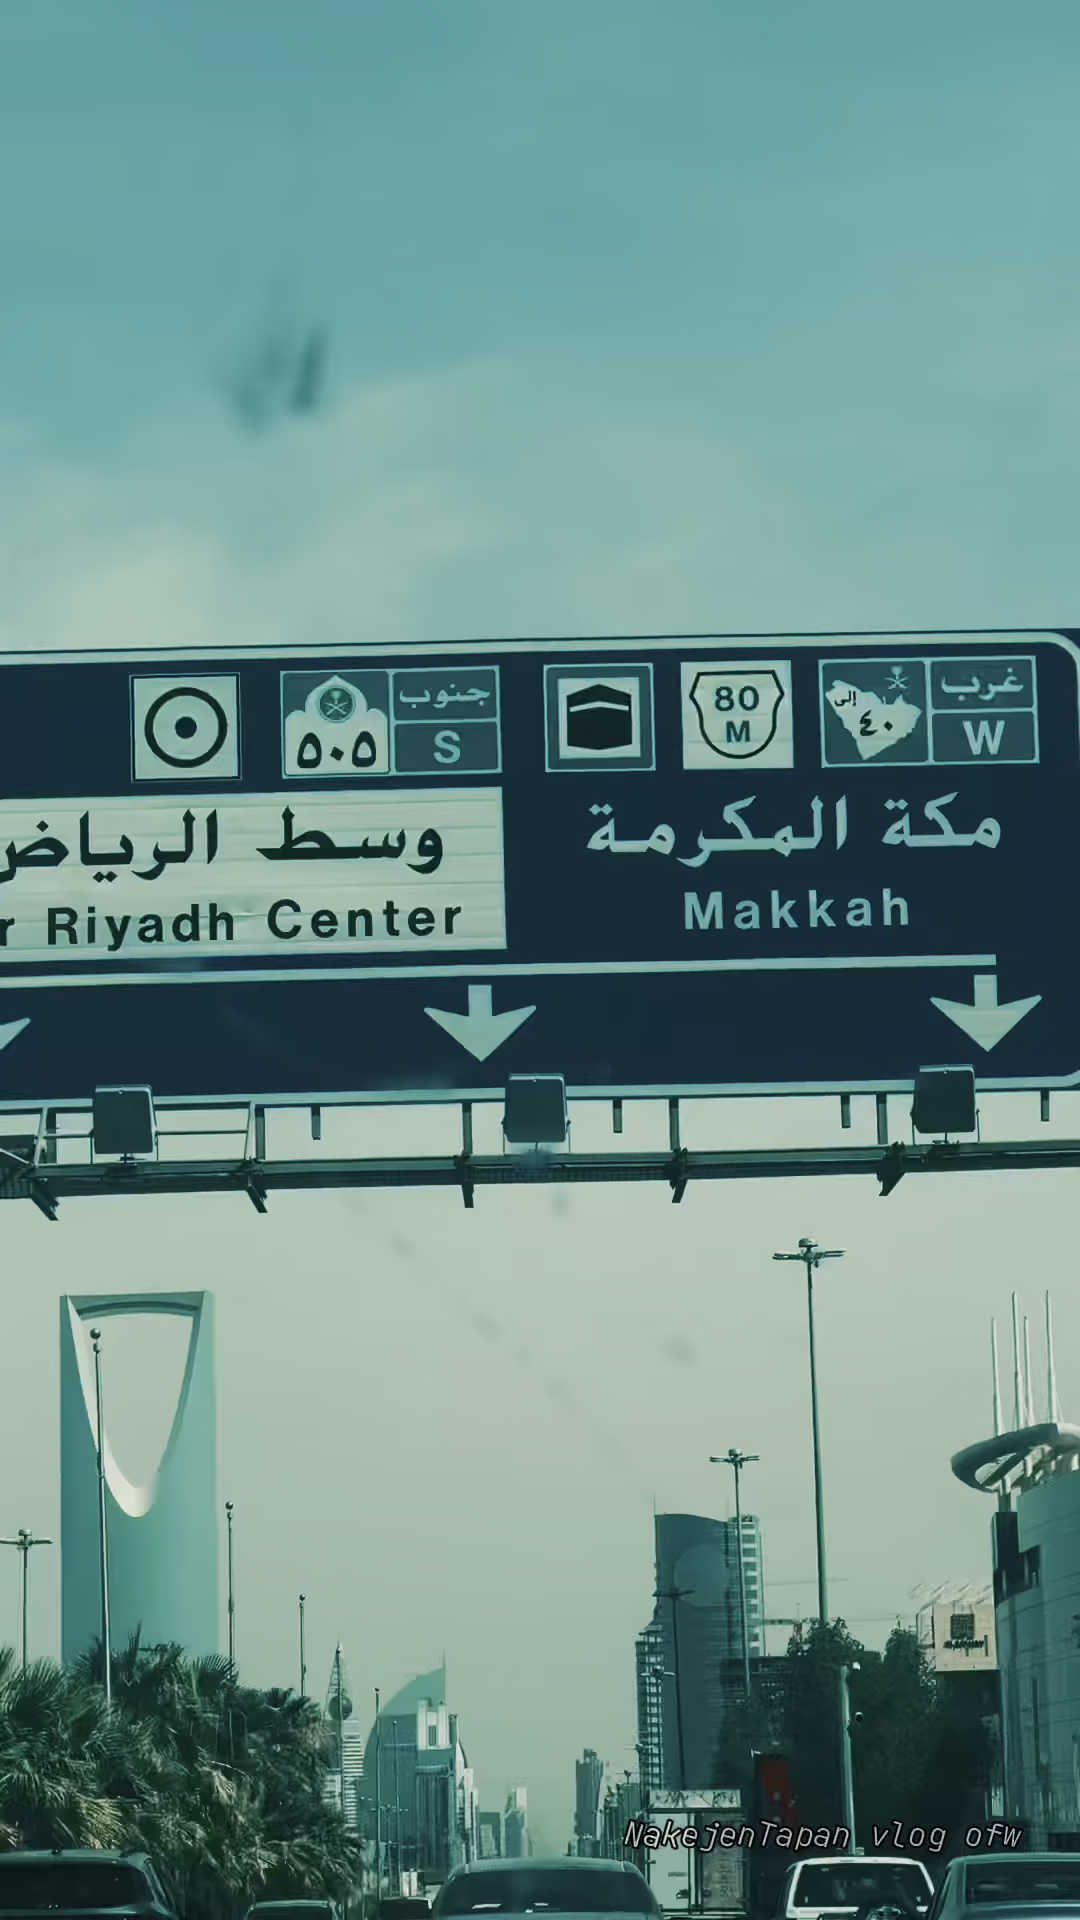 جنوب
S
٥٠٥
وسط الرياض
r Riyadh Center
80
M
إلى
٤٠
غرب
W
مكة المكرمة
Makkah
NakejenTapan vlog ofw